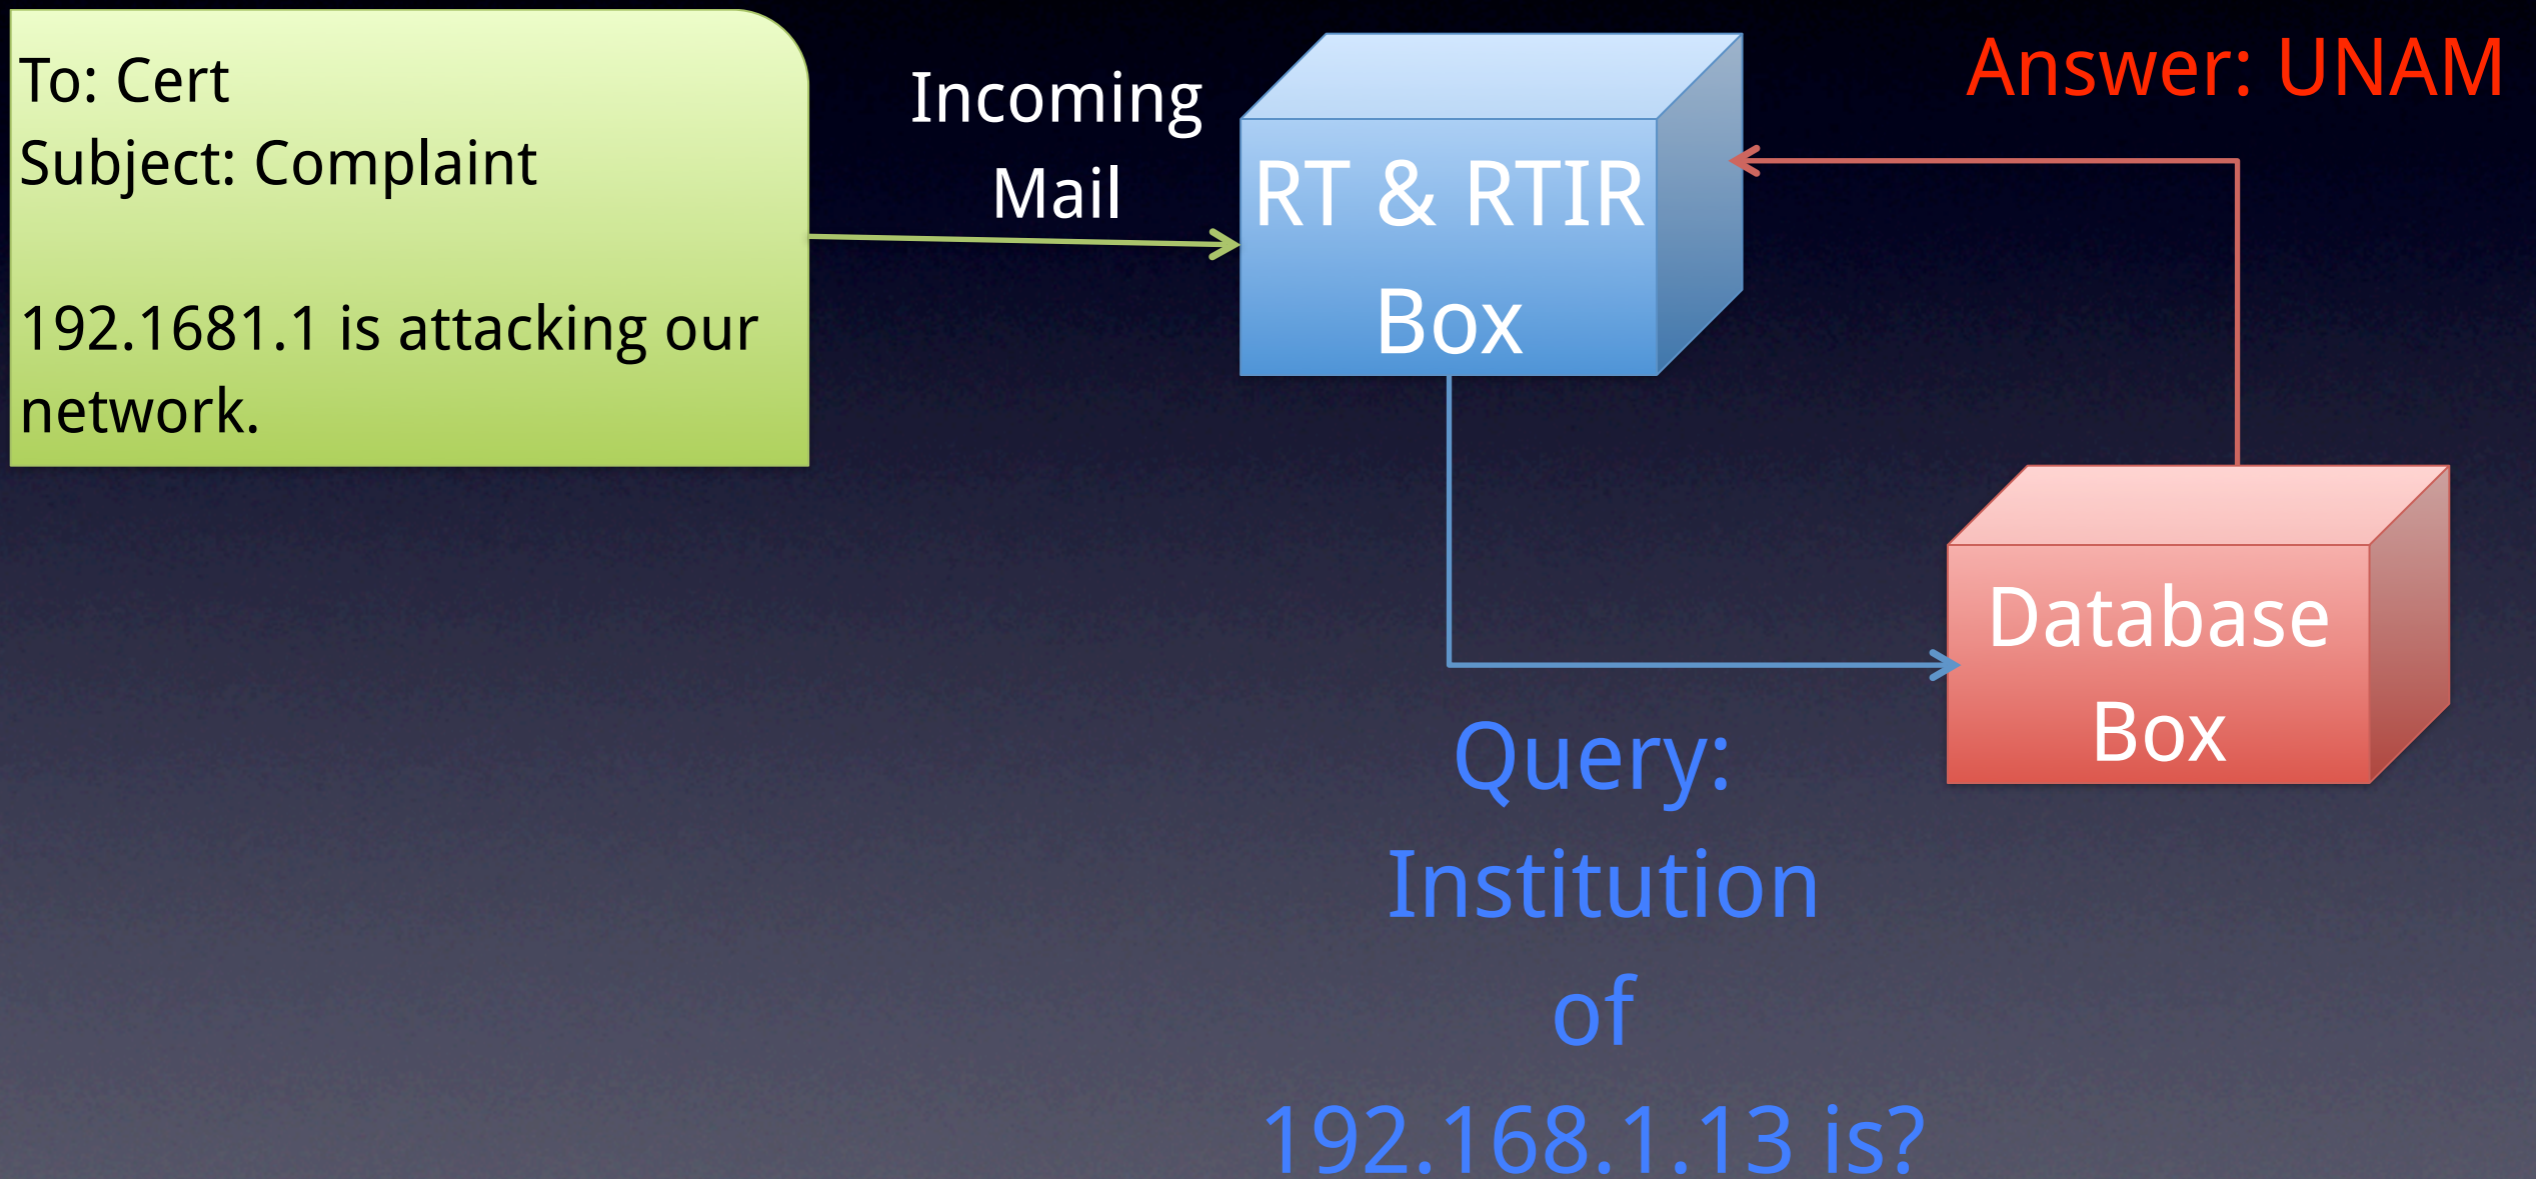 To: Cert
Subject: Complaint
192.1681.1 is attacking our
network.
Incoming
Mail
RT & RTIR
Box
Answer: UNAM
Database
Box
Query:
Institution
of
192.168.1.13 is?